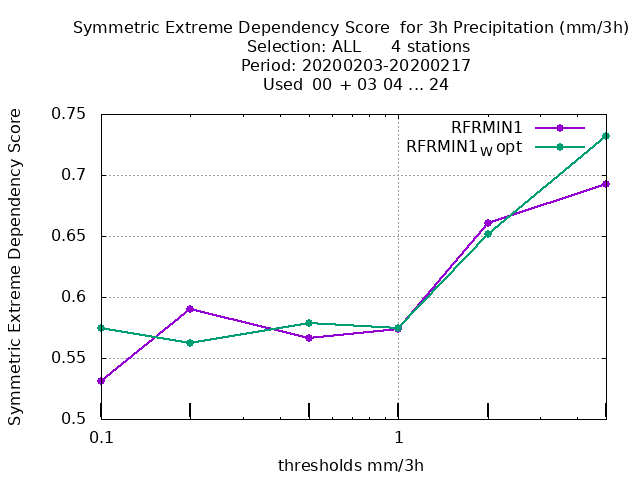 Symmetric Extreme Dependency Score for 3h Precipitation (mm/3h)
Selection: ALL 4 stations
Period: 20200203-20200217
Used 00 + 03 04 ... 24
Symmetric Extreme Dependency Score
0.75
0.7
0.65
0.6
0.55
0.5
RFRMIN1
RFRMIN1W opt
0.1
1
thresholds mm/3h